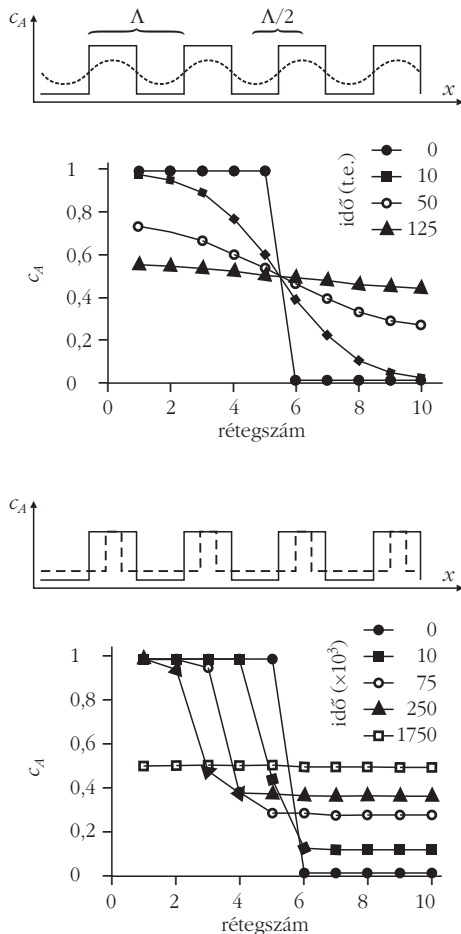 c_A
Λ
Λ/2
x
idő (t.e.)
0
10
50
125
c_A
1
0,8
0,6
0,4
0,2
0
0 2 4 6 8 10
rétegszám
c_A
x
idő (×10³)
0
10
75
250
1750
c_A
1
0,8
0,6
0,4
0,2
0
0 2 4 6 8 10
rétegszám